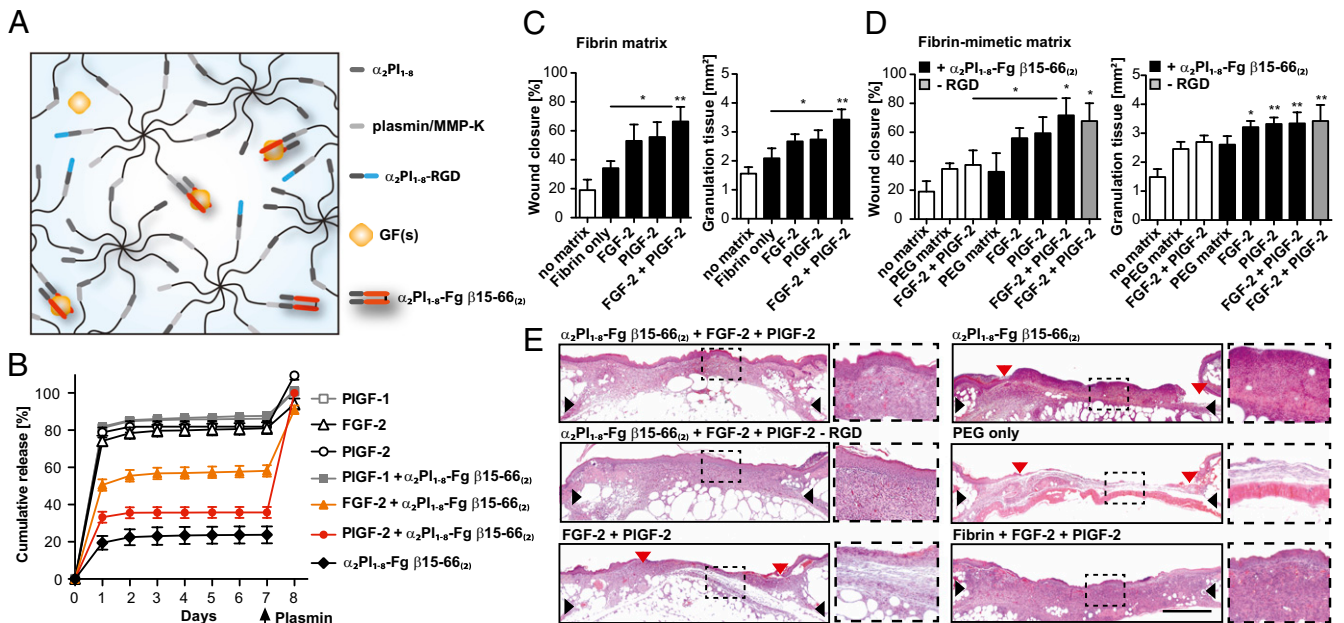 A
α₂PI₁₋₈
plasmin/MMP-K
α₂PI₁₋₈-RGD
GF(s)
α₂PI₁₋₈-Fg β15-66₍₂₎
B
Cumulative release [%]
100
80
60
40
20
0
0 1 2 3 4 5 6 7 8
Days
Plasmin
PlGF-1
FGF-2
PlGF-2
PlGF-1 + α₂PI₁₋₈-Fg β15-66₍₂₎
FGF-2 + α₂PI₁₋₈-Fg β15-66₍₂₎
PlGF-2 + α₂PI₁₋₈-Fg β15-66₍₂₎
α₂PI₁₋₈-Fg β15-66₍₂₎
C
Fibrin matrix
Wound closure [%]
100
80
60
40
20
0
* **
no matrix
Fibrin only
FGF-2
PlGF-2
FGF-2 + PlGF-2
Granulation tissue [mm²]
5
4
3
2
1
0
* **
no matrix
Fibrin only
FGF-2
PlGF-2
FGF-2 + PlGF-2
D
Fibrin-mimetic matrix
+ α₂PI₁₋₈-Fg β15-66₍₂₎
- RGD
Wound closure [%]
100
80
60
40
20
0
* * *
no matrix
PEG matrix
FGF-2 + PlGF-2
PEG matrix
FGF-2
PlGF-2
FGF-2 + PlGF-2
FGF-2 + PlGF-2
+ α₂PI₁₋₈-Fg β15-66₍₂₎
- RGD
Granulation tissue [mm²]
5
4
3
2
1
0
* ** ** **
no matrix
PEG matrix
FGF-2 + PlGF-2
PEG matrix
FGF-2
PlGF-2
FGF-2 + PlGF-2
FGF-2 + PlGF-2
E
α₂PI₁₋₈-Fg β15-66₍₂₎ + FGF-2 + PlGF-2
α₂PI₁₋₈-Fg β15-66₍₂₎
α₂PI₁₋₈-Fg β15-66₍₂₎ + FGF-2 + PlGF-2 - RGD
PEG only
FGF-2 + PlGF-2
Fibrin + FGF-2 + PlGF-2